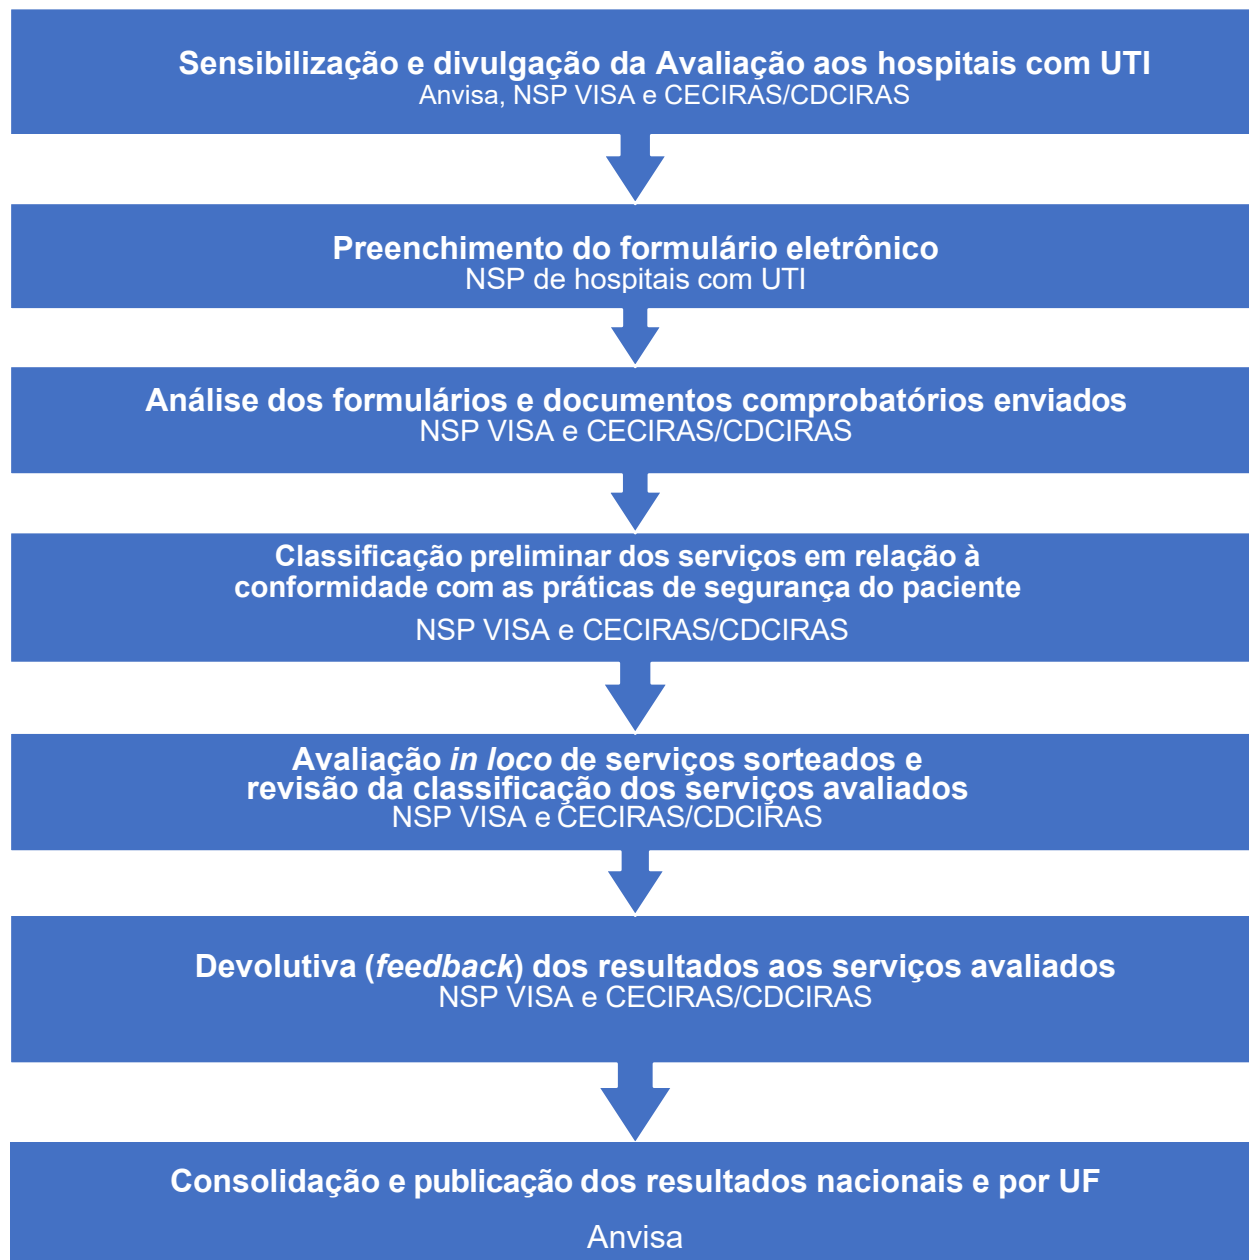 Sensibilização e divulgação da Avaliação aos hospitais com UTI
Anvisa, NSP VISA e CECIRAS/CDCIRAS
Preenchimento do formulário eletrônico
NSP de hospitais com UTI
Análise dos formulários e documentos comprobatórios enviados
NSP VISA e CECIRAS/CDCIRAS
Classificação preliminar dos serviços em relação à
conformidade com as práticas de segurança do paciente
NSP VISA e CECIRAS/CDCIRAS
Avaliação in loco de serviços sorteados e
revisão da classificação dos serviços avaliados
NSP VISA e CECIRAS/CDCIRAS
Devolutiva (feedback) dos resultados aos serviços avaliados
NSP VISA e CECIRAS/CDCIRAS
Consolidação e publicação dos resultados nacionais e por UF
Anvisa